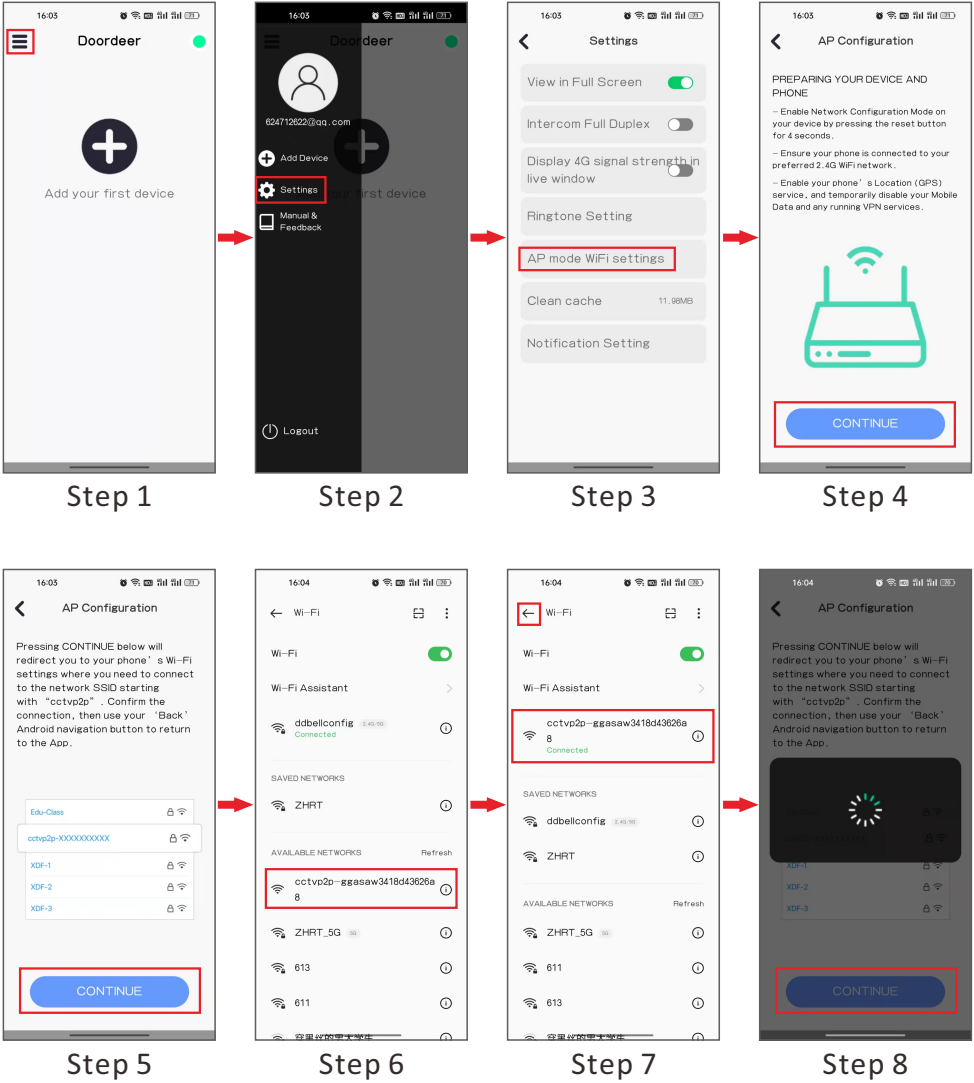 16:03
Doordeer
Add your first device
Step 1
16:03
Doordeer
624712622@qq.com
Add Device
Settings
Manual &
Feedback
your first device
Logout
Step 2
16:03
Settings
View in Full Screen
Intercom Full Duplex
Display 4G signal strength in
live window
Ringtone Setting
AP mode WiFi settings
Clean cache 11.98MB
Notification Setting
Step 3
16:03
AP Configuration
PREPARING YOUR DEVICE AND
PHONE
– Enable Network Configuration Mode on
your device by pressing the reset button
for 4 seconds.
– Ensure your phone is connected to your
preferred 2.4G WiFi network.
– Enable your phone's Location (GPS)
service, and temporarily disable your Mobile
Data and any running VPN services.
CONTINUE
Step 4
16:03
AP Configuration
Pressing CONTINUE below will
redirect you to your phone's Wi-Fi
settings where you need to connect
to the network SSID starting
with "cctvp2p". Confirm the
connection, then use your 'Back'
Android navigation button to return
to the App.
Edu-Class
cctvp2p-XXXXXXXXXX
XDF-1
XDF-2
XDF-3
CONTINUE
Step 5
16:04
Wi-Fi
Wi-Fi
Wi-Fi Assistant
ddbellconfig 2.4G/5G
Connected
SAVED NETWORKS
ZHRT
AVAILABLE NETWORKS Refresh
cctvp2p-ggasaw3418d43626a
8
ZHRT_5G 5G
613
611
Step 6
16:04
Wi-Fi
Wi-Fi
Wi-Fi Assistant
cctvp2p-ggasaw3418d43626a
8
Connected
SAVED NETWORKS
ddbellconfig 2.4G/5G
ZHRT
AVAILABLE NETWORKS Refresh
ZHRT_5G 5G
611
613
Step 7
16:04
AP Configuration
Pressing CONTINUE below will
redirect you to your phone's Wi-Fi
settings where you need to connect
to the network SSID starting
with "cctvp2p". Confirm the
connection, then use your 'Back'
Android navigation button to return
to the App.
XDF-1
XDF-2
XDF-3
CONTINUE
Step 8